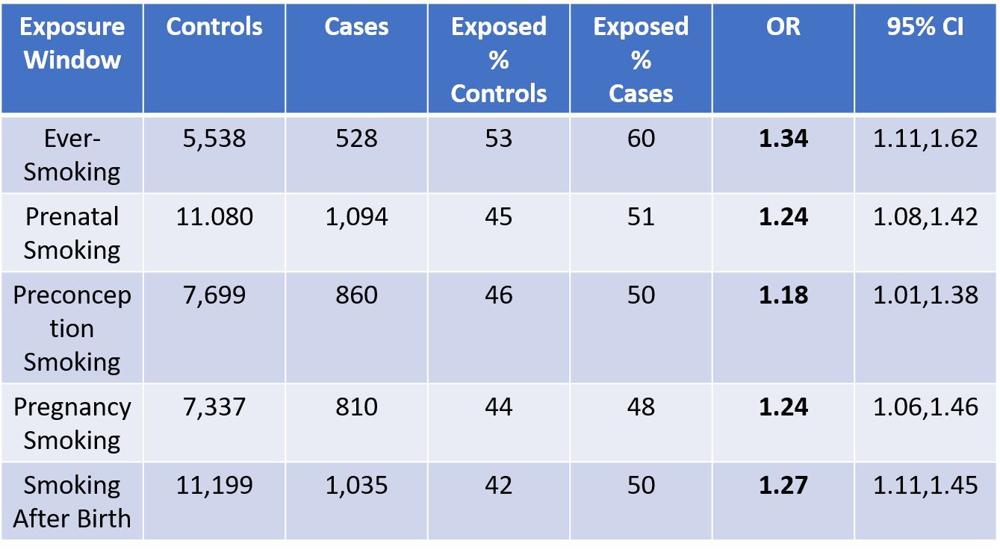 Exposure Window Controls Cases Exposed % Controls Exposed % Cases OR 95% CI
Ever-Smoking 5,538 528 53 60 1.34 1.11,1.62
Prenatal Smoking 11.080 1,094 45 51 1.24 1.08,1.42
Preconception Smoking 7,699 860 46 50 1.18 1.01,1.38
Pregnancy Smoking 7,337 810 44 48 1.24 1.06,1.46
Smoking After Birth 11,199 1,035 42 50 1.27 1.11,1.45